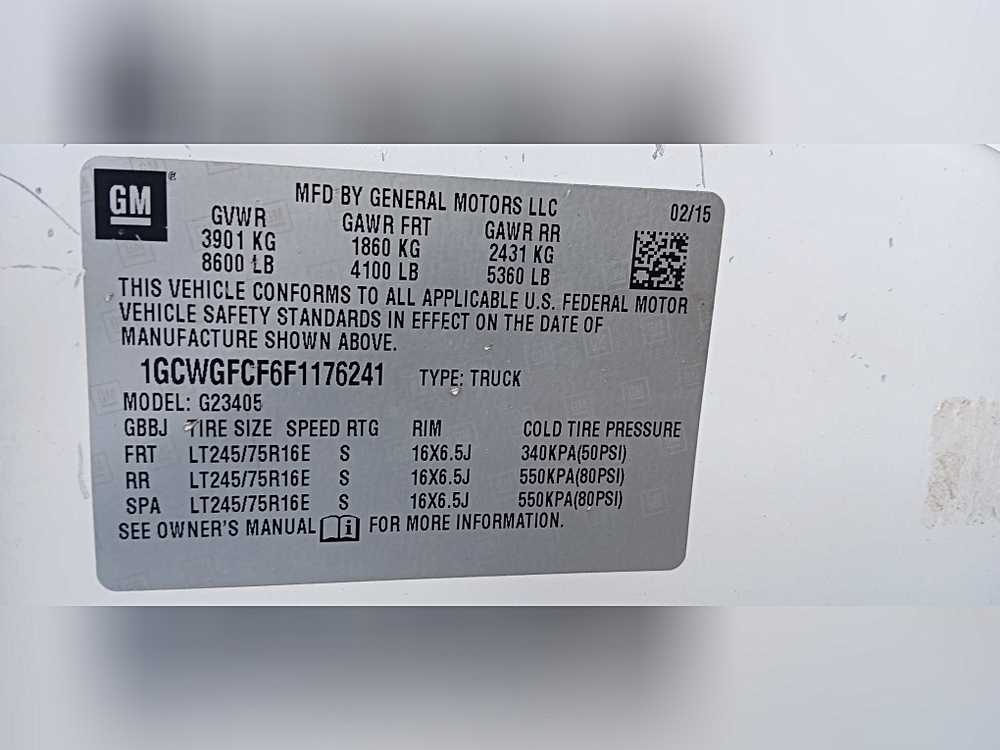 GM ®
MFD BY GENERAL MOTORS LLC 02/15
GVWR GAWR FRT GAWR RR
3901 KG 1860 KG 2431 KG
8600 LB 4100 LB 5360 LB
THIS VEHICLE CONFORMS TO ALL APPLICABLE U.S. FEDERAL MOTOR
VEHICLE SAFETY STANDARDS IN EFFECT ON THE DATE OF
MANUFACTURE SHOWN ABOVE.
1GCWGFCF6F1176241 TYPE: TRUCK
MODEL: G23405
GBBJ TIRE SIZE SPEED RTG RIM COLD TIRE PRESSURE
FRT LT245/75R16E S 16X6.5J 340KPA(50PSI)
RR LT245/75R16E S 16X6.5J 550KPA(80PSI)
SPA LT245/75R16E S 16X6.5J 550KPA(80PSI)
SEE OWNER'S MANUAL i FOR MORE INFORMATION.